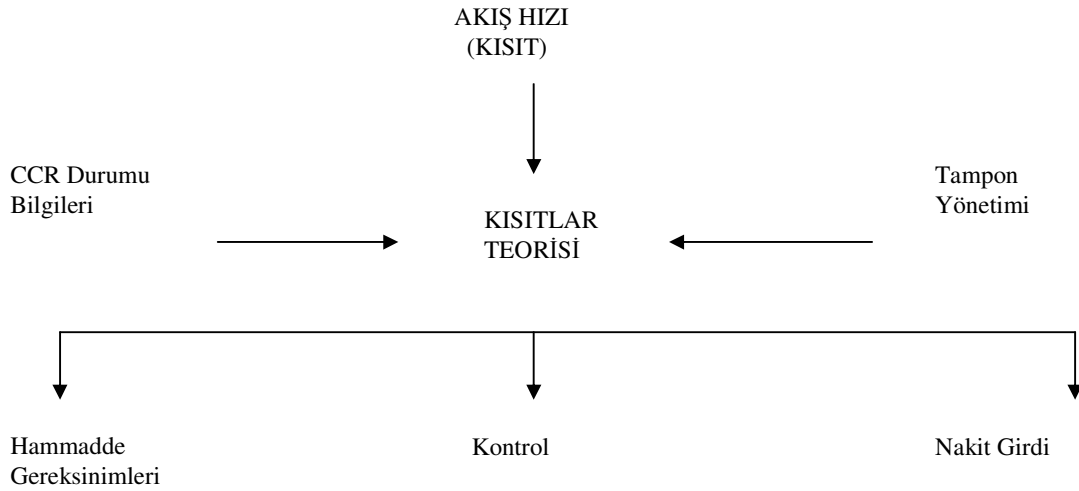 AKIŞ HIZI
(KISIT)
CCR Durumu
Bilgileri
KISITLAR
TEORİSİ
Tampon
Yönetimi
Hammadde
Gereksinimleri
Kontrol
Nakit Girdi